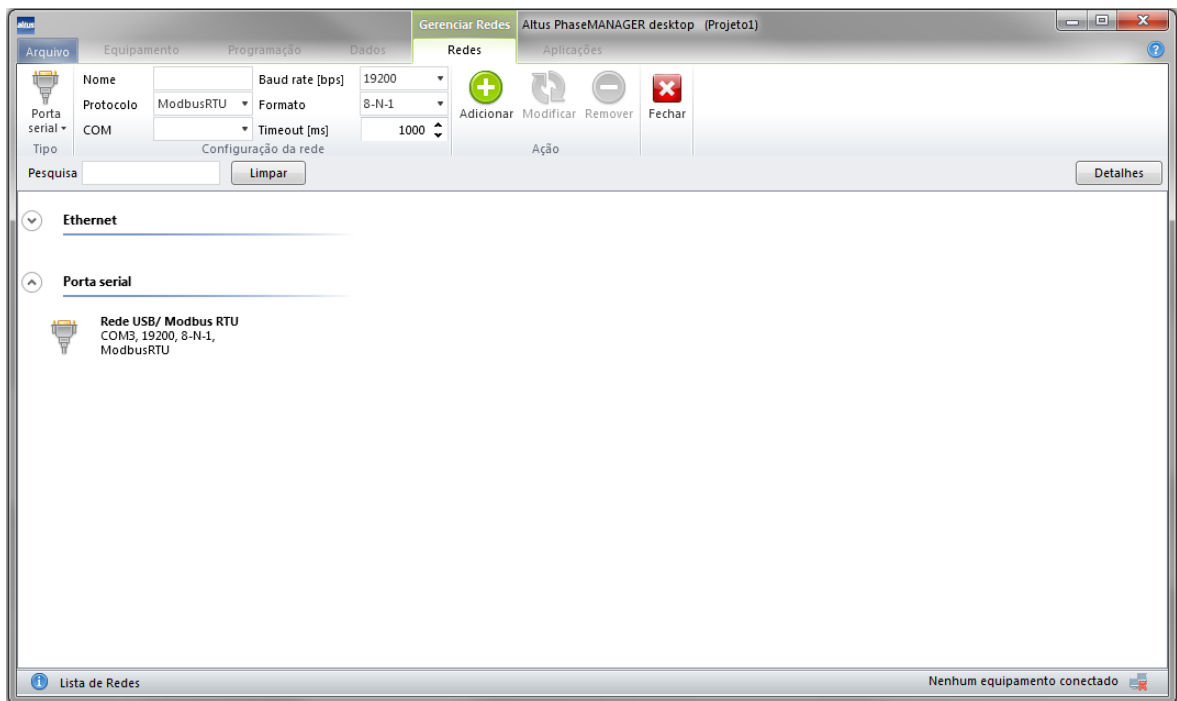 altus
Gerenciar Redes Altus PhaseMANAGER desktop (Projeto1)
Arquivo Equipamento Programação Dados Redes Aplicações
Nome Baud rate [bps] 19200
Protocolo ModbusRTU Formato 8-N-1
COM Timeout [ms] 1000
Porta
serial
Adicionar Modificar Remover Fechar
Tipo Configuração da rede Ação
Pesquisa Limpar Detalhes
Ethernet
Porta serial
Rede USB/ Modbus RTU
COM3, 19200, 8-N-1,
ModbusRTU
Lista de Redes Nenhum equipamento conectado